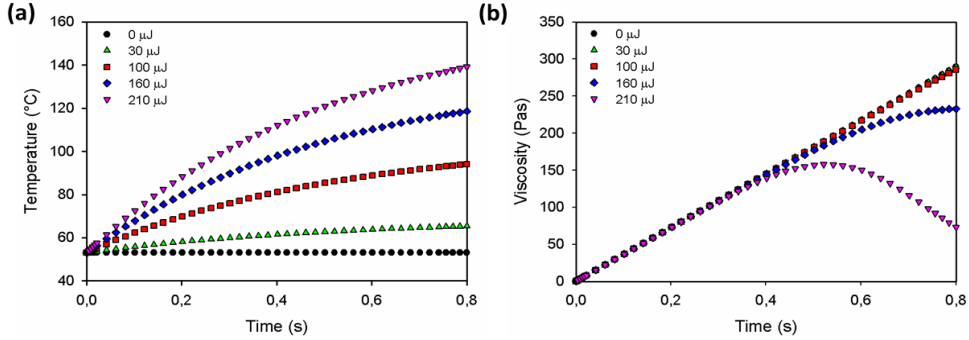 (a)
160
140
120
100
80
60
40
Temperature (°C)
0 µJ
30 µJ
100 µJ
160 µJ
210 µJ
0,0 0,2 0,4 0,6 0,8
Time (s)
(b)
350
300
250
200
150
100
50
0
Viscosity (Pas)
0 µJ
30 µJ
100 µJ
160 µJ
210 µJ
0,0 0,2 0,4 0,6 0,8
Time (s)